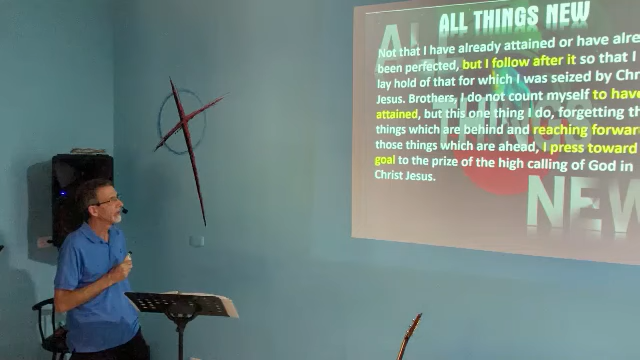 ALL THINGS NEW
Not that I have already attained or have alre
been perfected, but I follow after it so that I
lay hold of that for which I was seized by Chr
Jesus. Brothers, I do not count myself to have
attained, but this one thing I do, forgetting th
things which are behind and reaching forwar
those things which are ahead, I press toward
goal to the prize of the high calling of God in
Christ Jesus.
NEW